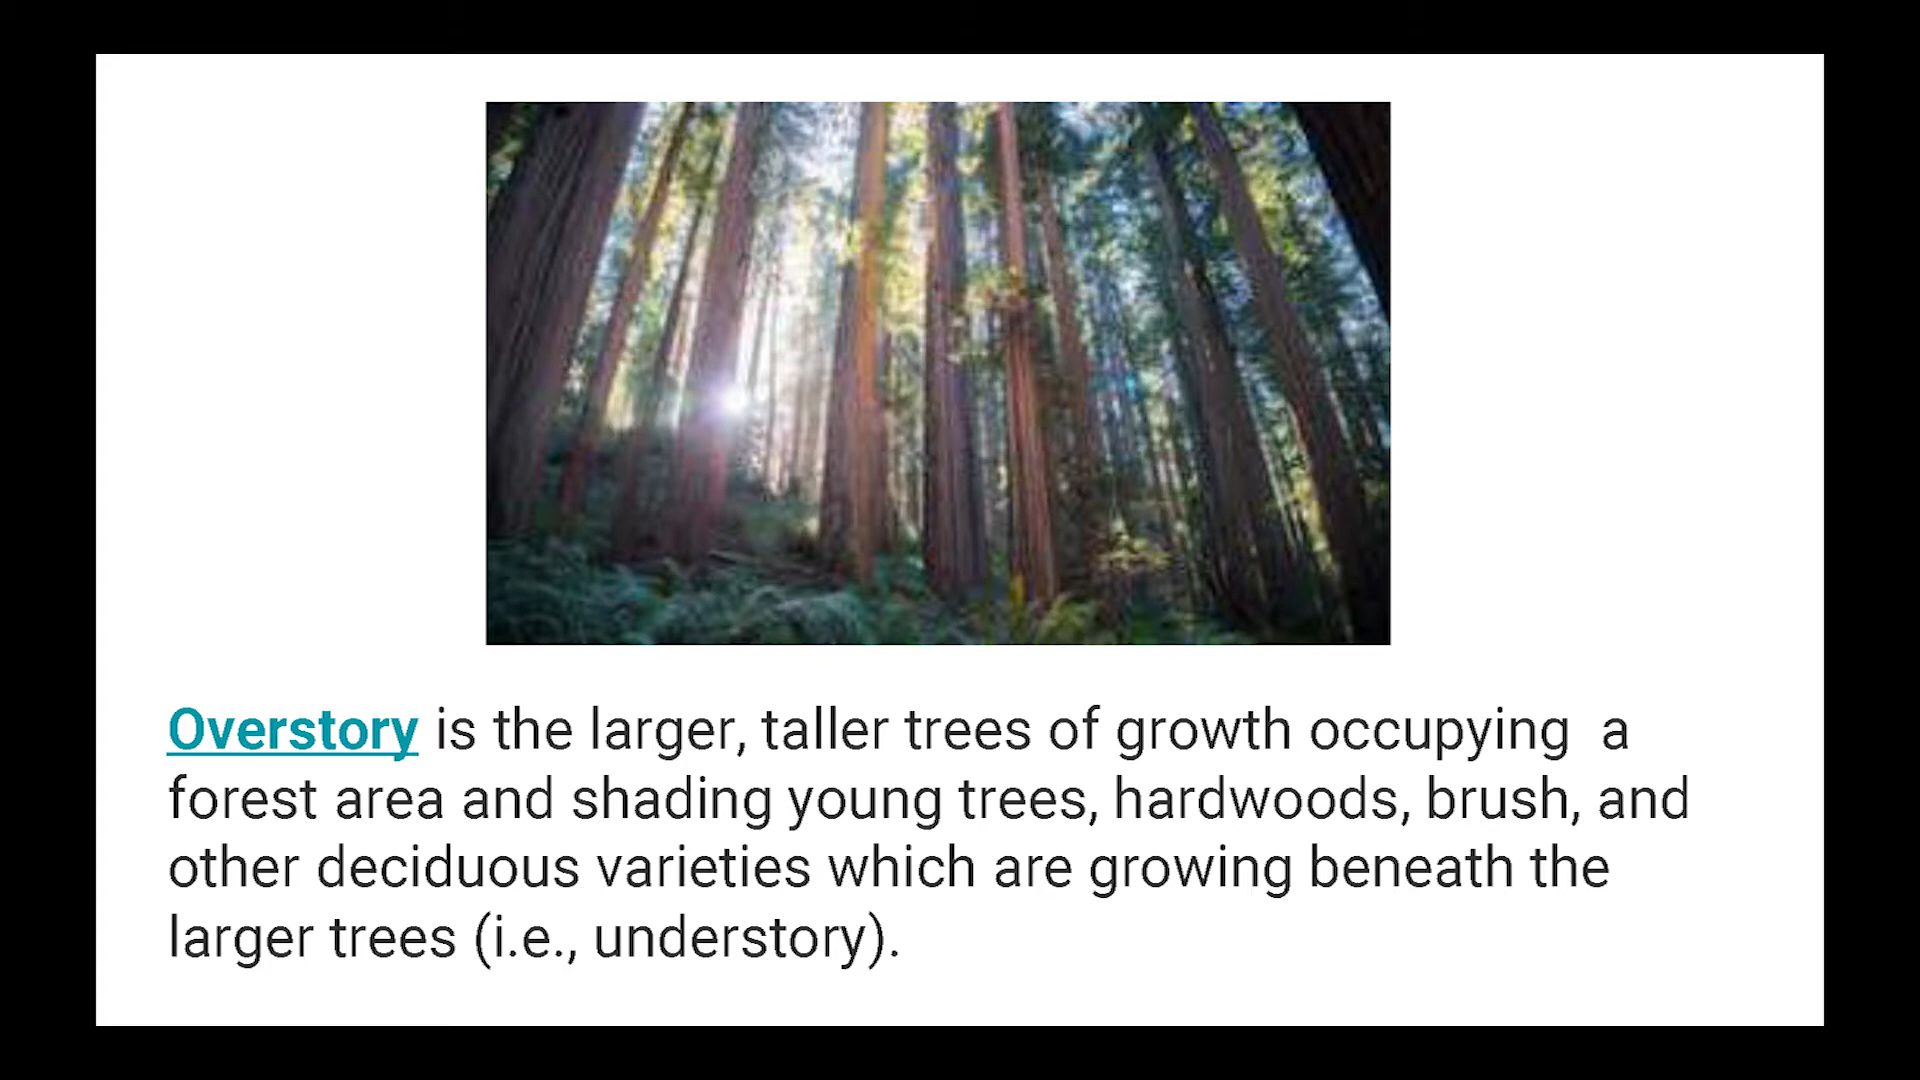 Overstory is the larger, taller trees of growth occupying  a
forest area and shading young trees, hardwoods, brush, and
other deciduous varieties which are growing beneath the
larger trees (i.e., understory).